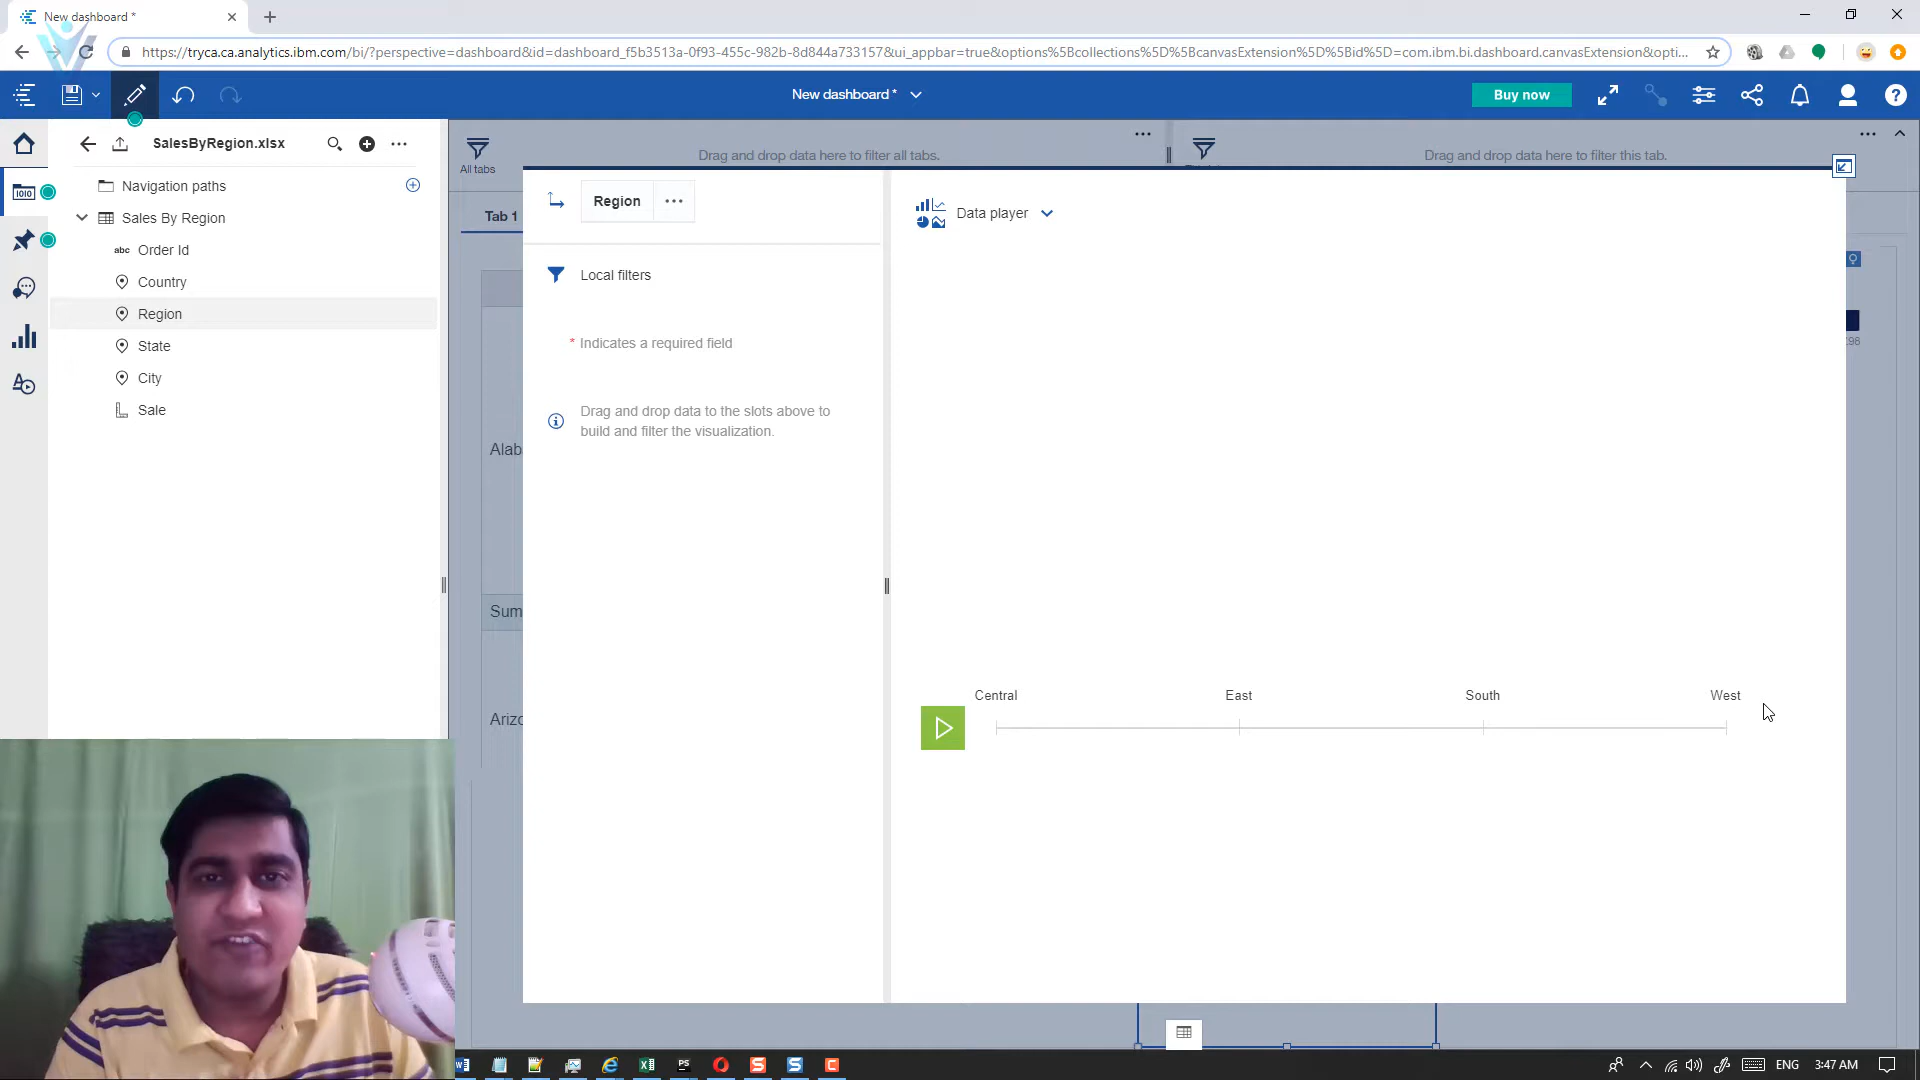 New dashboard *
https://tryca.ca.analytics.ibm.com/bi/?perspective=dashboard&id=dashboard_f5b3513a-0f93-455c-982b-8d844a733157&ui_appbar=true&options%5Bcollections%5D%5BcanvasExtension%5D%5Bid%5D=com.ibm.bi.dashboard.canvasExtension&opti...
New dashboard *
Buy now
SalesByRegion.xlsx
Navigation paths
Sales By Region
abc Order Id
Country
Region
State
City
Sale
All tabs
Drag and drop data here to filter all tabs.
Drag and drop data here to filter this tab.
Tab 1
Alab
Sum
Arizo
Region
Local filters
* Indicates a required field
Drag and drop data to the slots above to
build and filter the visualization.
Data player
Central
East
South
West
ENG
3:47 AM